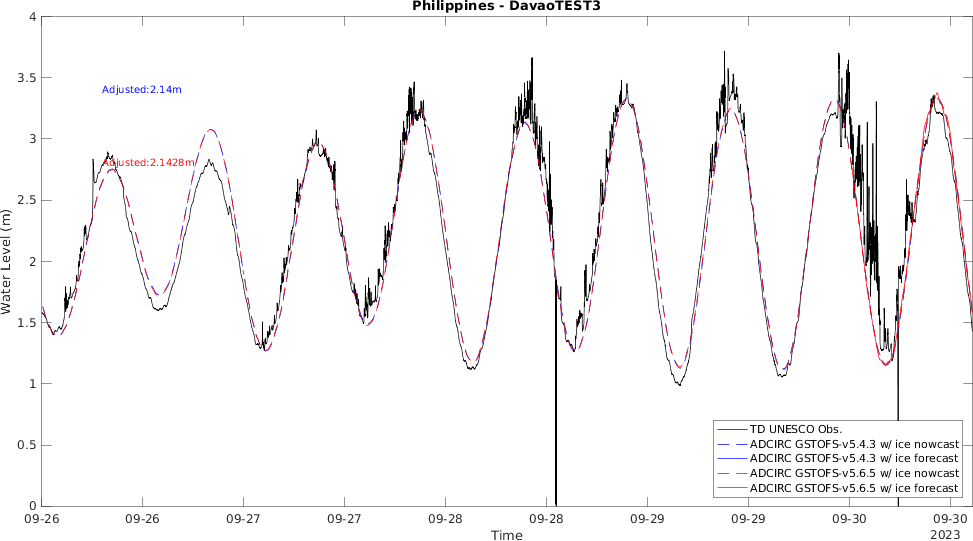 Philippines - DavaoTEST3
4
3.5
3
2.5
2
1.5
1
0.5
0
Water Level (m)
Adjusted:2.14m
Adjusted:2.1428m
TD UNESCO Obs.
ADCIRC GSTOFS-v5.4.3 w/ ice nowcast
ADCIRC GSTOFS-v5.4.3 w/ ice forecast
ADCIRC GSTOFS-v5.6.5 w/ ice nowcast
ADCIRC GSTOFS-v5.6.5 w/ ice forecast
09-26 09-26 09-27 09-27 09-28 09-28 09-29 09-29 09-30 09-30
2023
Time